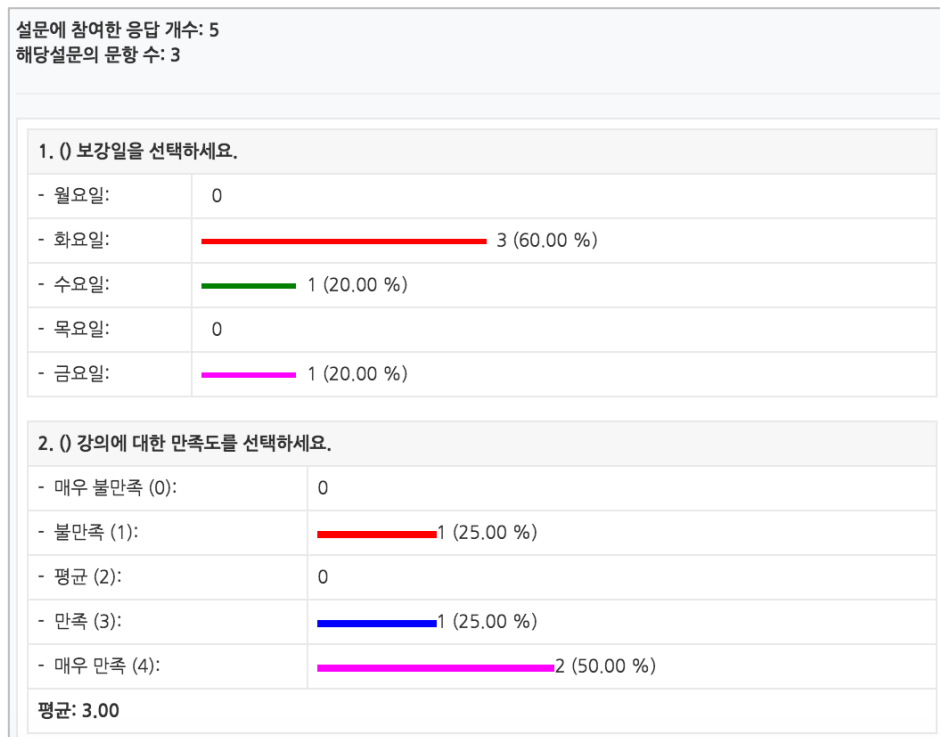 설문에 참여한 응답 개수: 5
해당설문의 문항 수: 3
1. () 보강일을 선택하세요.
- 월요일: 0
- 화요일: 3 (60.00 %)
- 수요일: 1 (20.00 %)
- 목요일: 0
- 금요일: 1 (20.00 %)
2. () 강의에 대한 만족도를 선택하세요.
- 매우 불만족 (0): 0
- 불만족 (1): 1 (25.00 %)
- 평균 (2): 0
- 만족 (3): 1 (25.00 %)
- 매우 만족 (4): 2 (50.00 %)
평균: 3.00